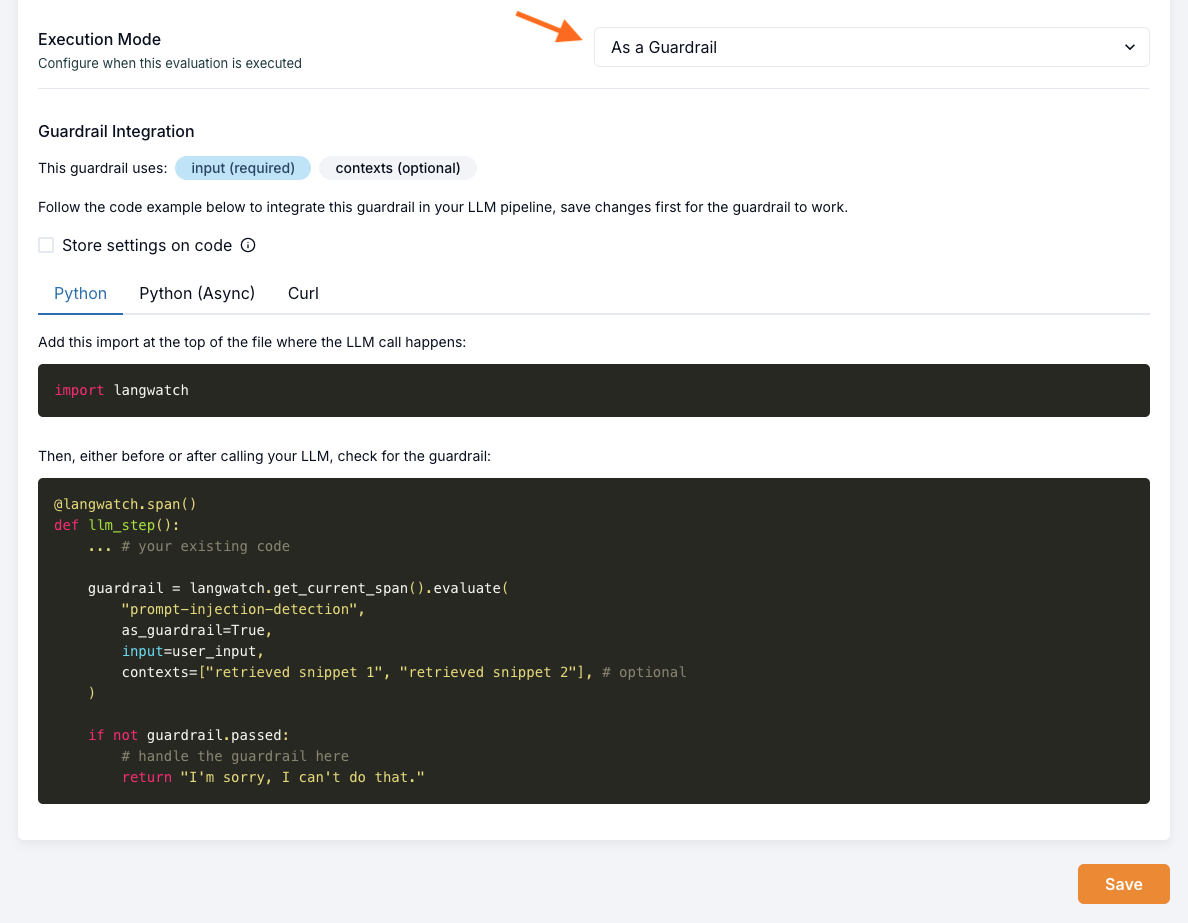 Execution Mode
Configure when this evaluation is executed
As a Guardrail
Guardrail Integration
This guardrail uses: input (required) contexts (optional)
Follow the code example below to integrate this guardrail in your LLM pipeline, save changes first for the guardrail to work.
Store settings on code
Python Python (Async) Curl
Add this import at the top of the file where the LLM call happens:
import langwatch
Then, either before or after calling your LLM, check for the guardrail:
@langwatch.span()
def llm_step():
    ... # your existing code
    guardrail = langwatch.get_current_span().evaluate(
        "prompt-injection-detection",
        as_guardrail=True,
        input=user_input,
        contexts=["retrieved snippet 1", "retrieved snippet 2"], # optional
    )
    if not guardrail.passed:
        # handle the guardrail here
        return "I'm sorry, I can't do that."
Save